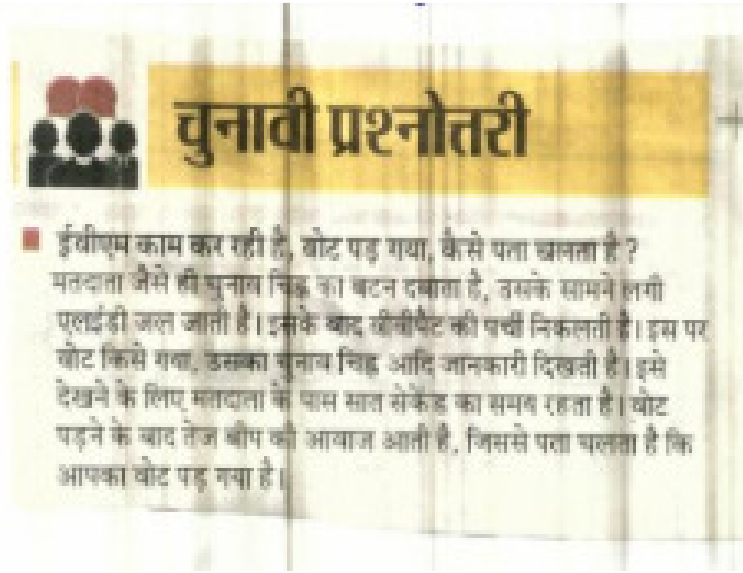 चुनावी प्रश्नोत्तरी
ईवीएम काम कर रही है, वोट पड़ गया, कैसे पता चलता है ?
मतदाता जैसे ही चुनाव चिह्न का बटन दबाता है, उसके सामने लगी
एलईडी जल जाती है। इसके बाद वीवीपैट की पर्ची निकलती है। इस पर
वोट किसे गया, उसका चुनाव चिह्न आदि जानकारी दिखती है। इसे
देखने के लिए मतदाता के पास सात सेकेंड का समय रहता है। वोट
पड़ने के बाद तेज बीप की आवाज आती है, जिससे पता चलता है कि
आपका वोट पड़ गया है।